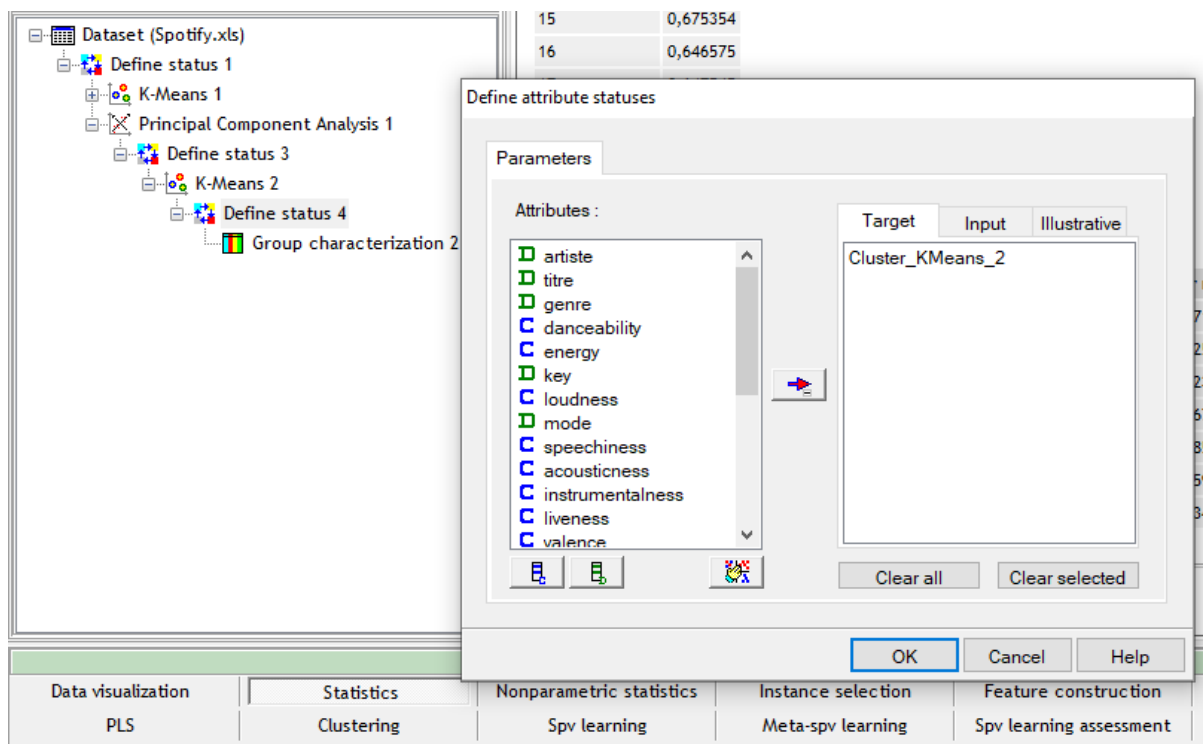 Dataset (Spotify.xls)
Define status 1
K-Means 1
Principal Component Analysis 1
Define status 3
K-Means 2
Define status 4
Group characterization 2
15 0,675354
16 0,646575
Define attribute statuses
Parameters
Attributes :
artiste
titre
genre
danceability
energy
key
loudness
mode
speechiness
acousticness
instrumentalness
liveness
valence
Target Input Illustrative
Cluster_KMeans_2
Clear all Clear selected
OK Cancel Help
Data visualization Statistics Nonparametric statistics Instance selection Feature construction
PLS Clustering Spv learning Meta-spv learning Spv learning assessment